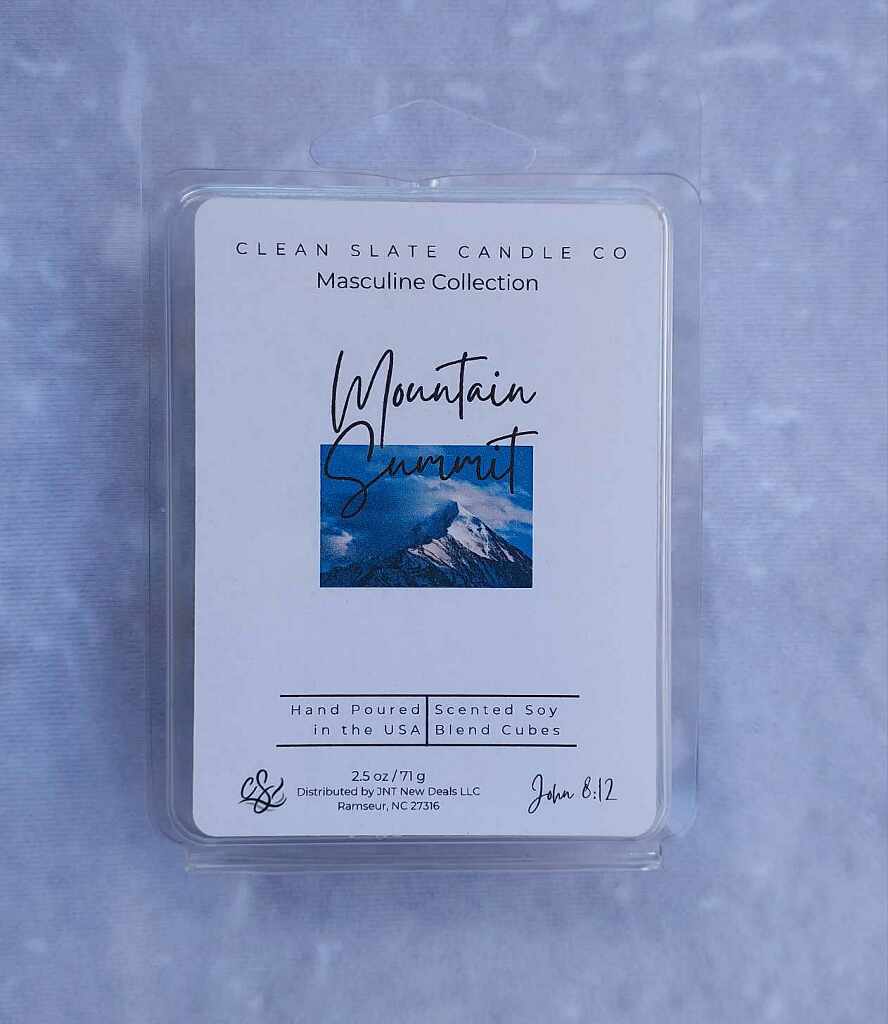 CLEAN SLATE CANDLE CO
Masculine Collection
Mountain
Summit
Hand Poured
in the USA
Scented Soy
Blend Cubes
CSC
2.5 oz / 71 g
Distributed by JNT New Deals LLC
Ramseur, NC 27316
John 8:12